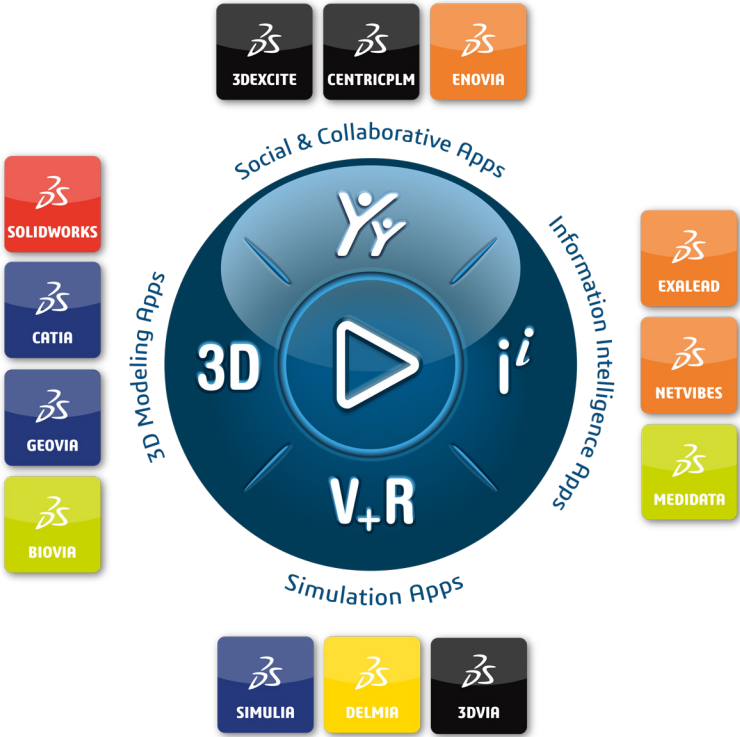 3DEXCITE
CENTRICPLM
ENOVIA
Social & Collaborative Apps
SOLIDWORKS
CATIA
GEOVIA
BIOVIA
3D Modeling Apps
3D
i i
V+R
Information Intelligence Apps
EXALEAD
NETVIBES
MEDIDATA
Simulation Apps
SIMULIA
DELMIA
3DVIA